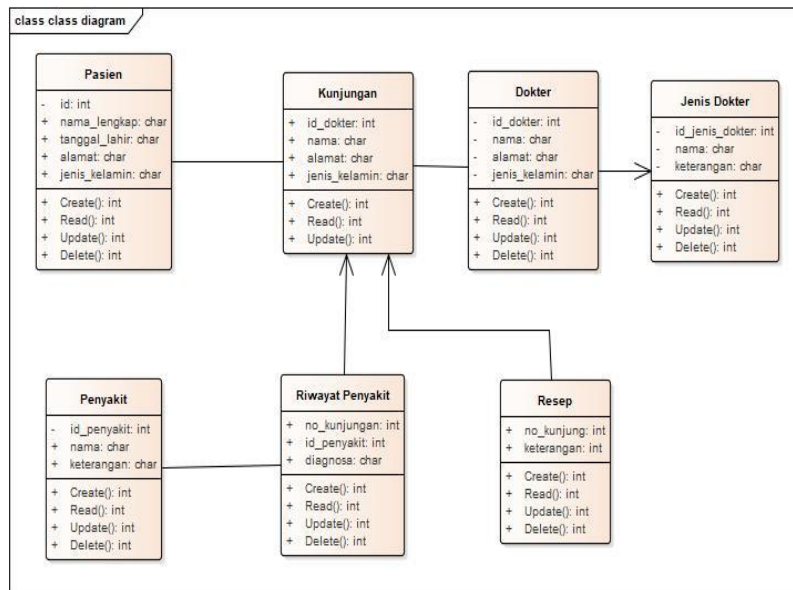 class class diagram
Pasien
- id: int
+ nama_lengkap: char
+ tanggal_lahir: char
+ alamat: char
+ jenis_kelamin: char
+ Create(): int
+ Read(): int
+ Update(): int
+ Delete(): int
Kunjungan
+ id_dokter: int
+ nama: char
+ alamat: char
+ jenis_kelamin: char
+ Create(): int
+ Read(): int
+ Update(): int
Dokter
- id_dokter: int
- nama: char
- alamat: char
- jenis_kelamin: char
+ Create(): int
+ Read(): int
+ Update(): int
+ Delete(): int
Jenis Dokter
- id_jenis_dokter: int
- nama: char
- keterangan: char
+ Create(): int
+ Read(): int
+ Update(): int
+ Delete(): int
Penyakit
- id_penyakit: int
+ nama: char
+ keterangan: char
+ Create(): int
+ Read(): int
+ Update(): int
+ Delete(): int
Riwayat Penyakit
+ no_kunjungan: int
+ id_penyakit: int
+ diagnosa: char
+ Create(): int
+ Read(): int
+ Update(): int
+ Delete(): int
Resep
+ no_kunjung: int
+ keterangan: int
+ Create(): int
+ Read(): int
+ Update(): int
+ Delete(): int